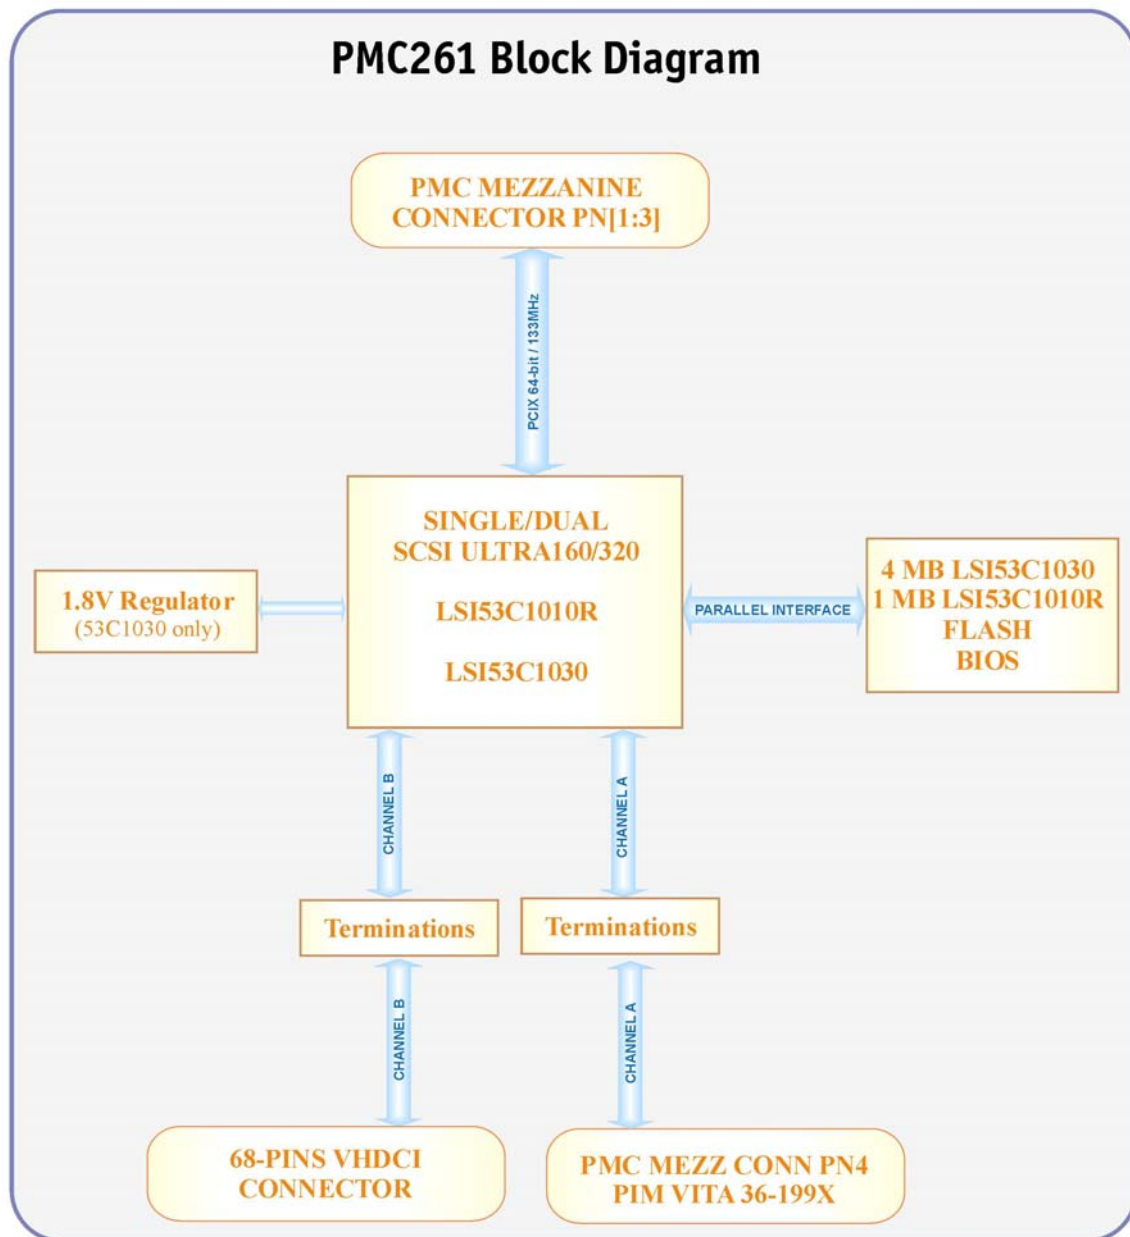 PMC261 Block Diagram
PMC MEZZANINE
CONNECTOR PN[1:3]
PCIX 64-bit / 133MHz
SINGLE/DUAL
SCSI ULTRA160/320
LSI53C1010R
LSI53C1030
1.8V Regulator
(53C1030 only)
PARALLEL INTERFACE
4 MB LSI53C1030
1 MB LSI53C1010R
FLASH
BIOS
CHANNEL B
CHANNEL A
Terminations
Terminations
CHANNEL B
CHANNEL A
68-PINS VHDCI
CONNECTOR
PMC MEZZ CONN PN4
PIM VITA 36-199X